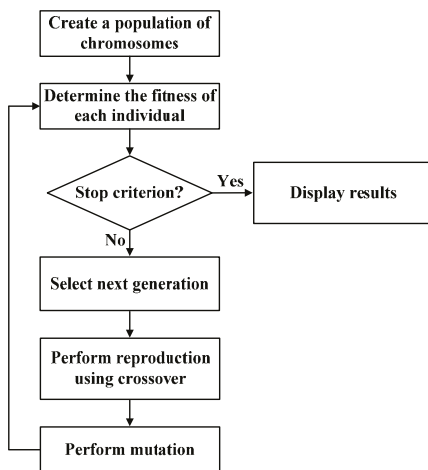 Create a population of
chromosomes
Determine the fitness of
each individual
Stop criterion?
Yes
Display results
No
Select next generation
Perform reproduction
using crossover
Perform mutation